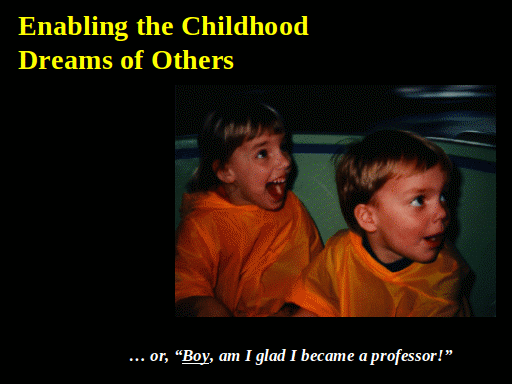 Enabling the Childhood
Dreams of Others
… or, “Boy, am I glad I became a professor!”